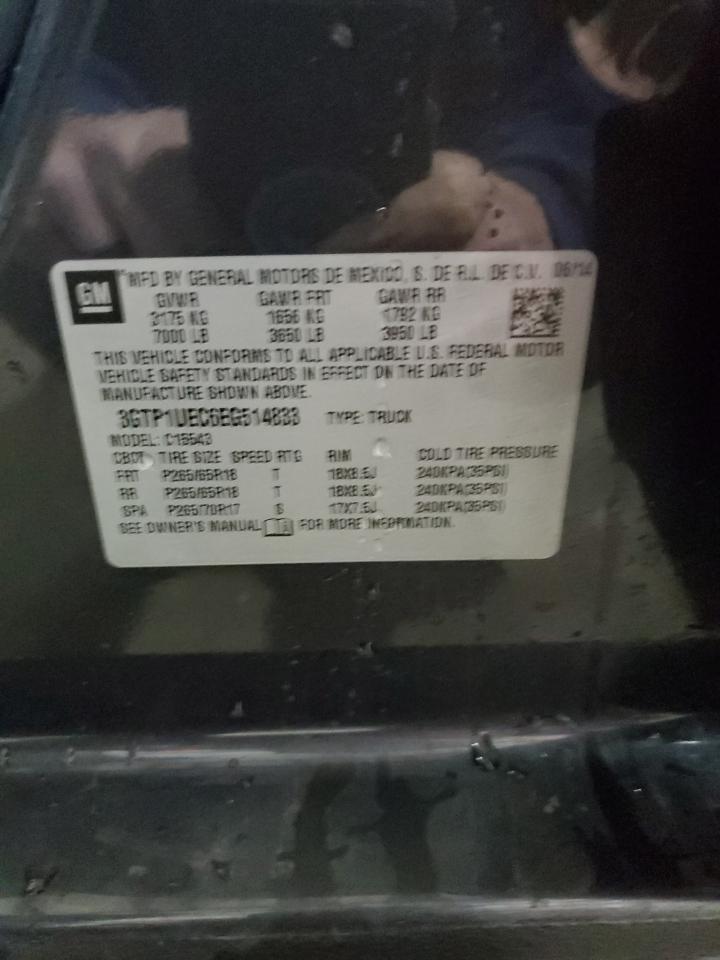 GM
MFD BY GENERAL MOTORS DE MEXICO, S. DE R.L. DE C.V. 06/14
GVWR GAWR FRT GAWR RR
3175 KG 1656 KG 1792 KG
7000 LB 3650 LB 3950 LB
THIS VEHICLE CONFORMS TO ALL APPLICABLE U.S. FEDERAL MOTOR
VEHICLE SAFETY STANDARDS IN EFFECT ON THE DATE OF
MANUFACTURE SHOWN ABOVE.
3GTP1UEC6EG514833 TYPE: TRUCK
MODEL: C15543
TIRE SIZE SPEED RTG RIM COLD TIRE PRESSURE
FRT P265/65R18 T 18X8.5J 240KPA(35PSI)
RR P265/65R18 T 18X8.5J 240KPA(35PSI)
SPA P265/70R17 S 17X7.5J 240KPA(35PSI)
SEE OWNER'S MANUAL FOR MORE INFORMATION.